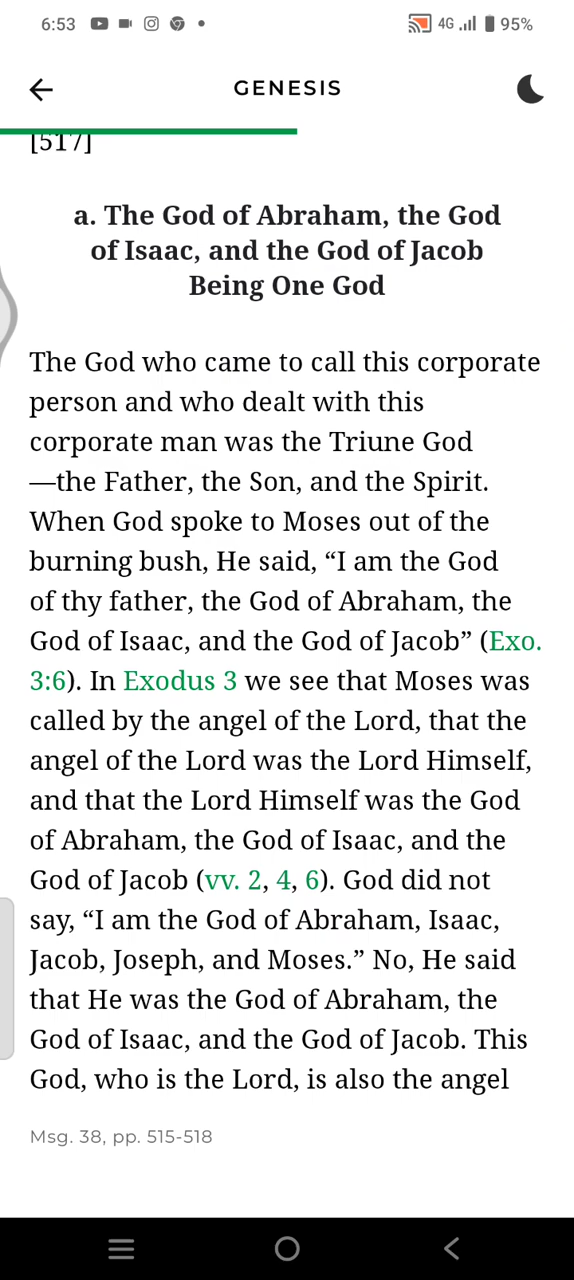 6:53
4G 95%
GENESIS
[517]
a. The God of Abraham, the God
of Isaac, and the God of Jacob
Being One God
The God who came to call this corporate
person and who dealt with this
corporate man was the Triune God
—the Father, the Son, and the Spirit.
When God spoke to Moses out of the
burning bush, He said, “I am the God
of thy father, the God of Abraham, the
God of Isaac, and the God of Jacob” (Exo.
3:6). In Exodus 3 we see that Moses was
called by the angel of the Lord, that the
angel of the Lord was the Lord Himself,
and that the Lord Himself was the God
of Abraham, the God of Isaac, and the
God of Jacob (vv. 2, 4, 6). God did not
say, “I am the God of Abraham, Isaac,
Jacob, Joseph, and Moses.” No, He said
that He was the God of Abraham, the
God of Isaac, and the God of Jacob. This
God, who is the Lord, is also the angel
Msg. 38, pp. 515-518